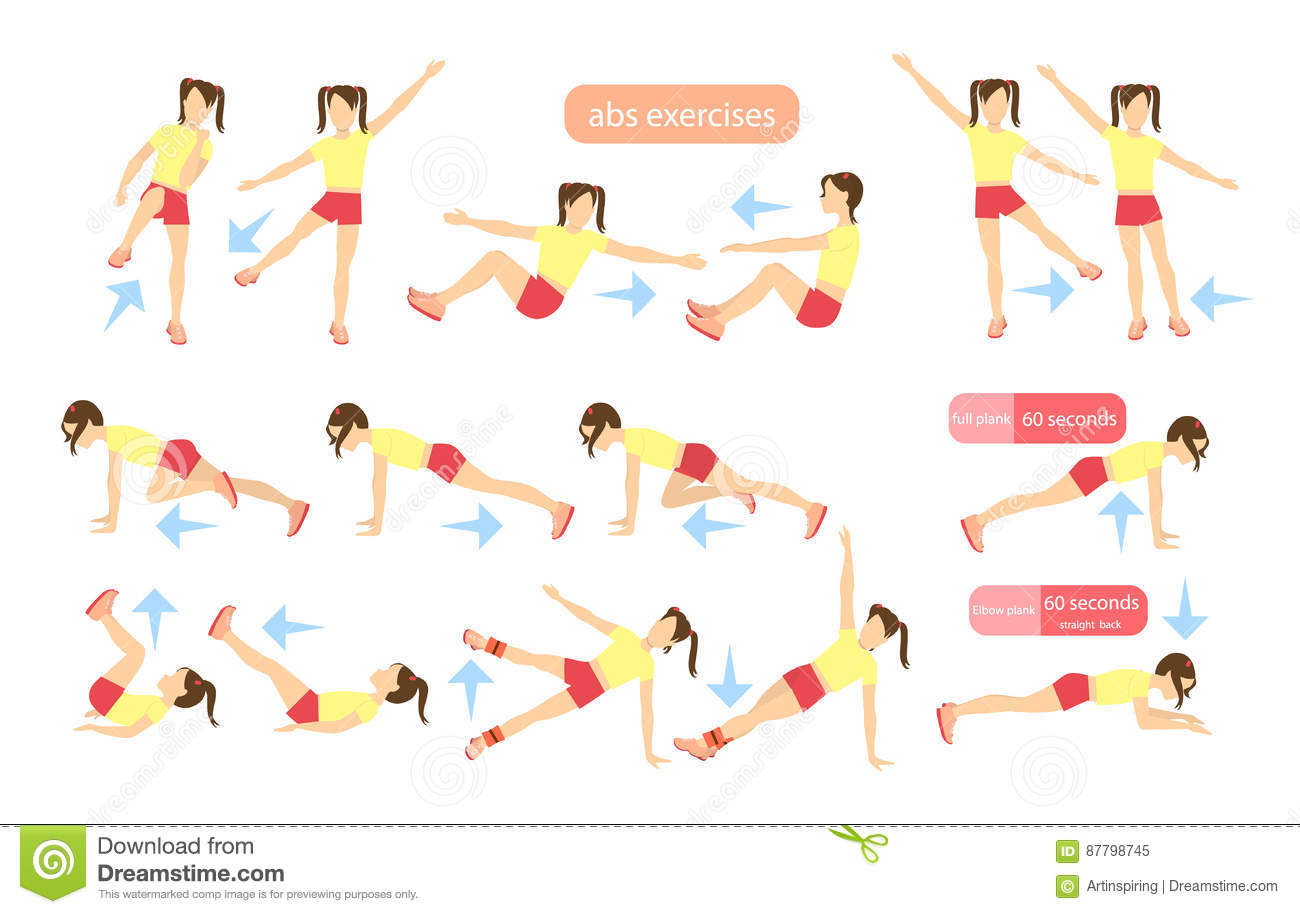 abs exercises
full plank 60 seconds
Elbow plank 60 seconds
straight back
Download from
Dreamstime.com
This watermarked comp image is for previewing purposes only.
ID 87798745
© Artinspiring | Dreamstime.com